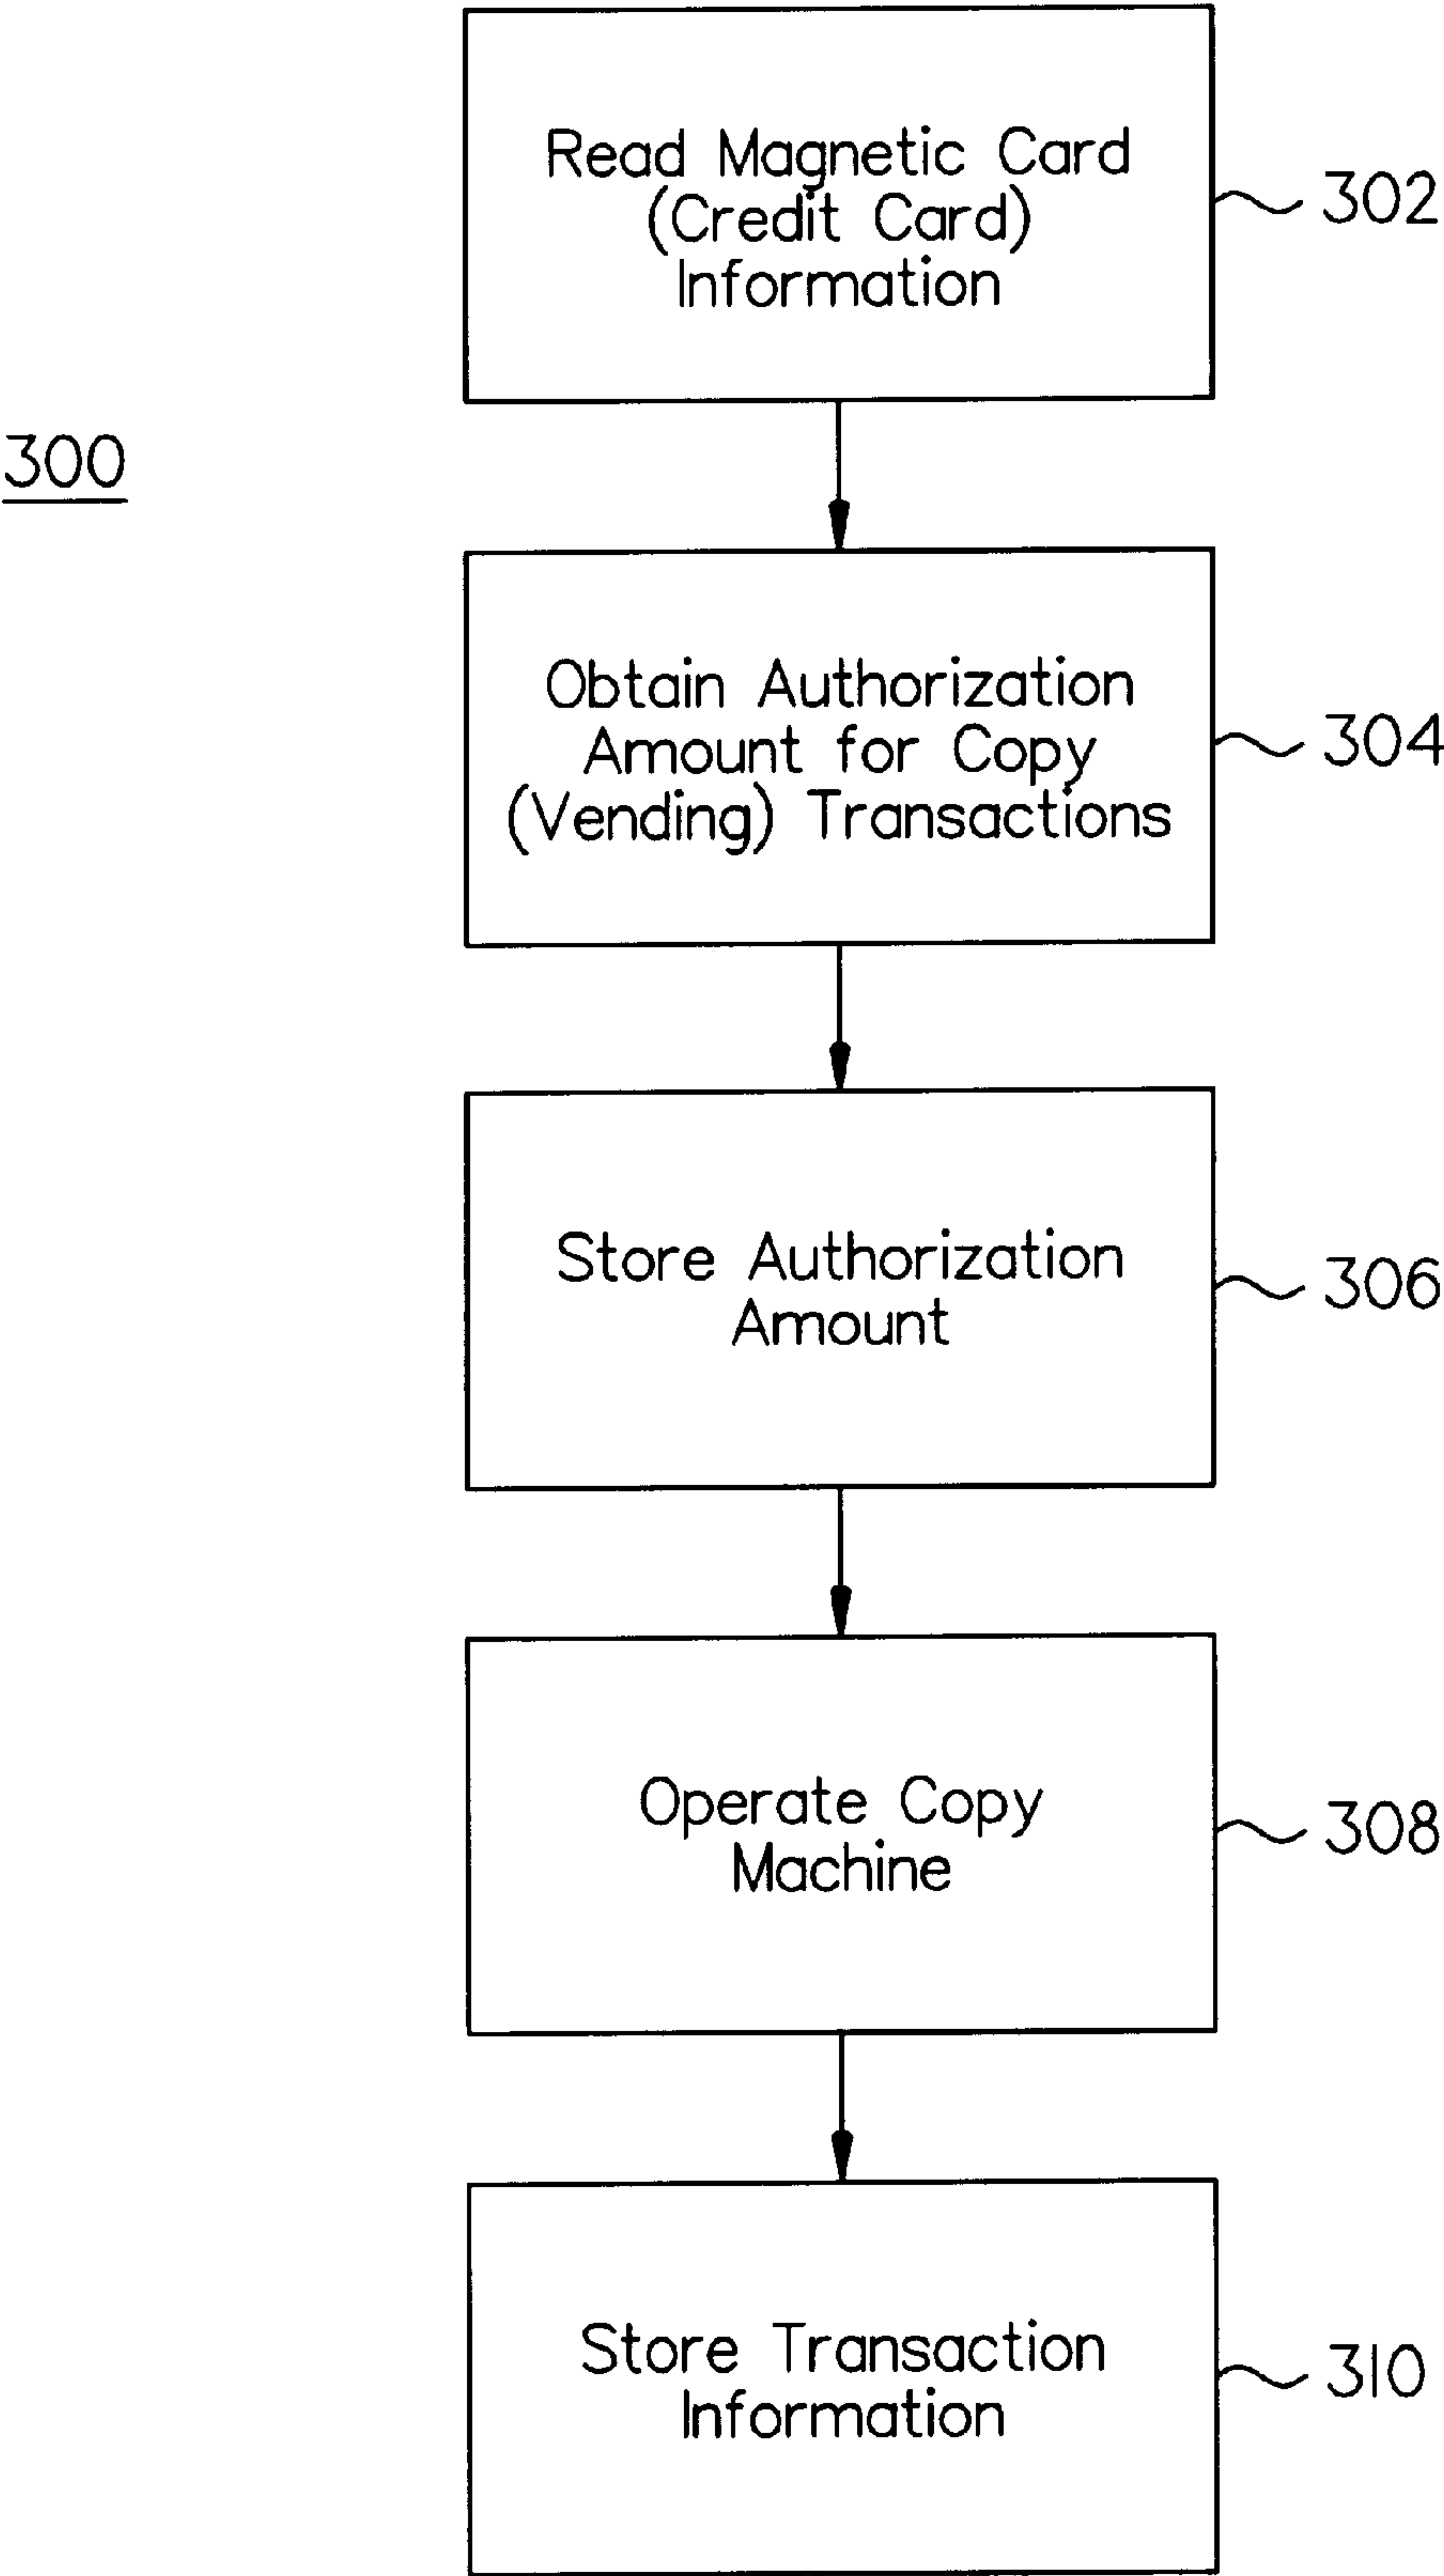 Read Magnetic Card
(Credit Card)
Information
302
300
Obtain Authorization
Amount for Copy
(Vending) Transactions
304
Store Authorization
Amount
306
Operate Copy
Machine
308
Store Transaction
Information
310